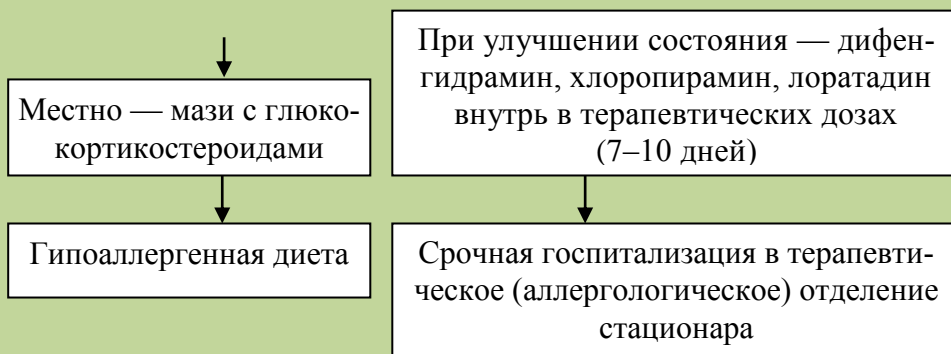 Местно — мази с глюко-
кортикостероидами
Гипоаллергенная диета
При улучшении состояния — дифен-
гидрамин, хлоропирамин, лоратадин
внутрь в терапевтических дозах
(7–10 дней)
Срочная госпитализация в терапевти-
ческое (аллергологическое) отделение
стационара